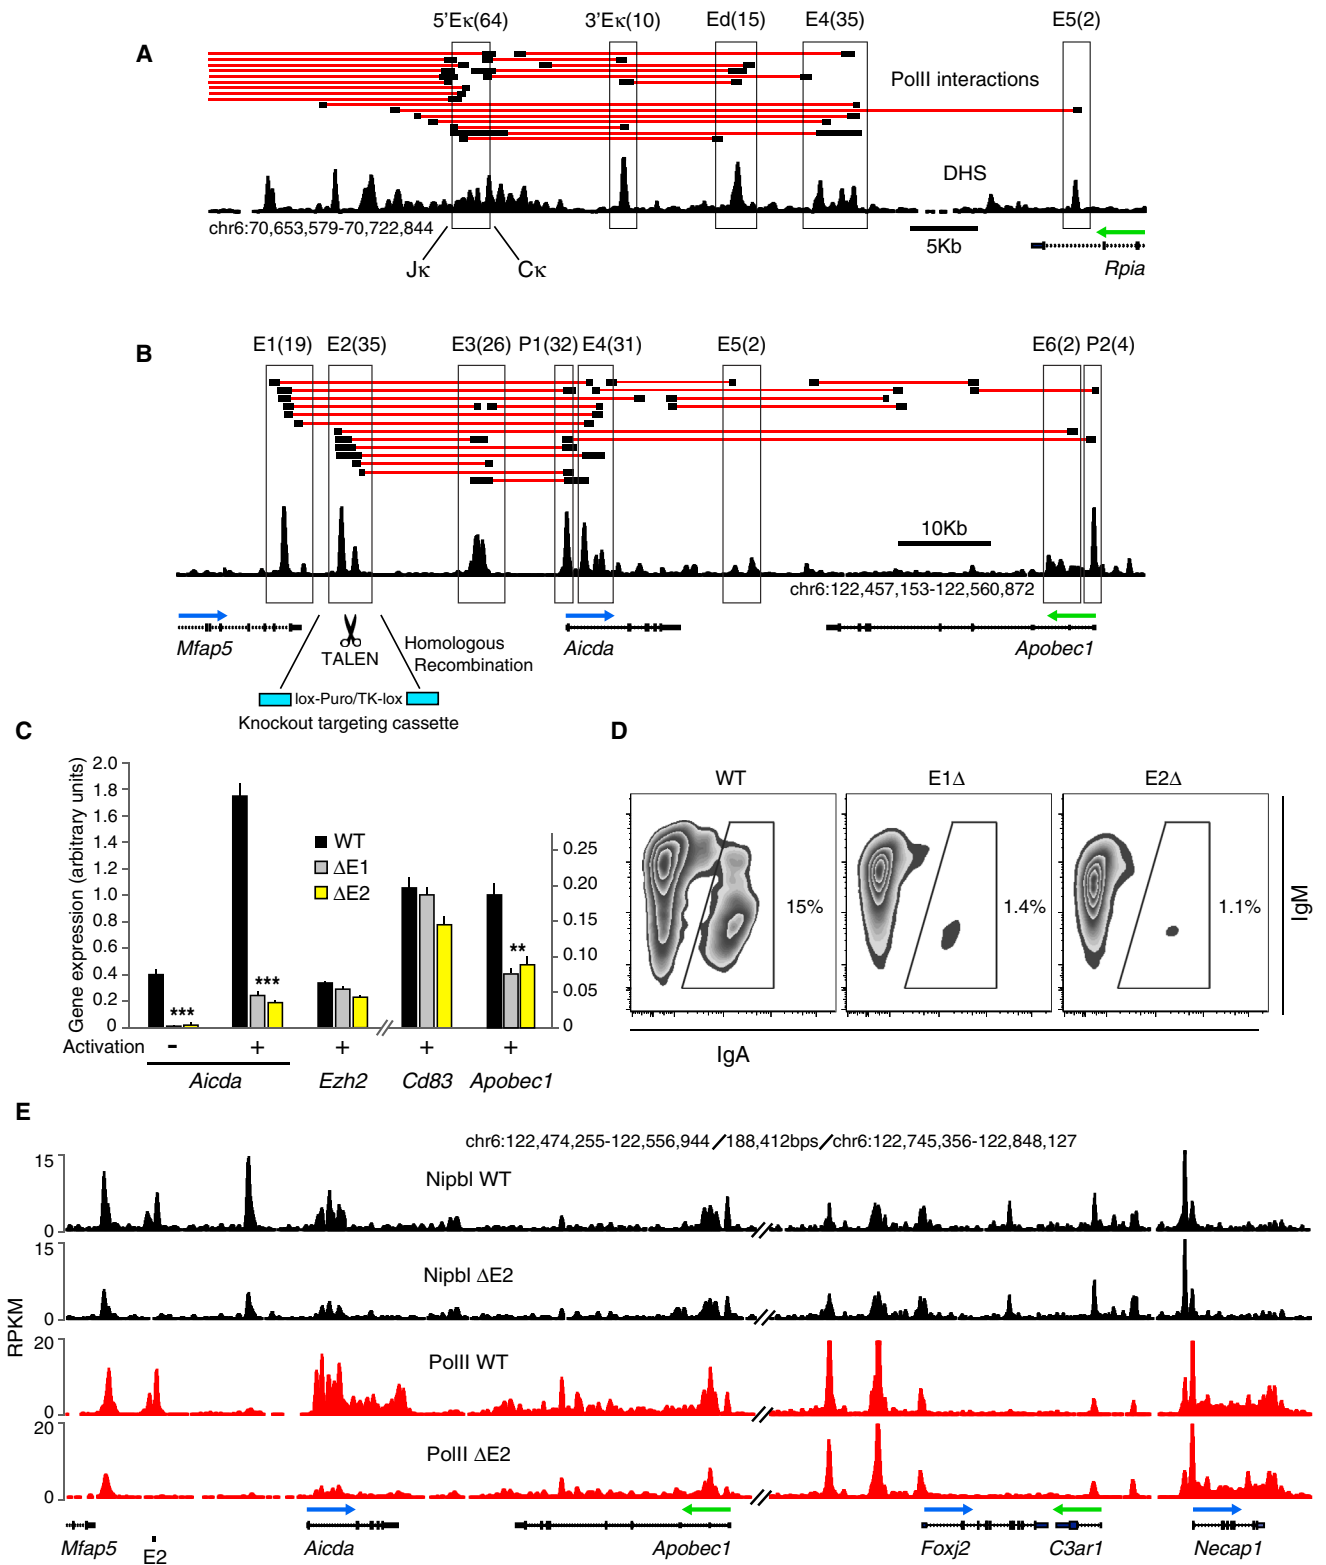 A
5'Eκ(64) 3'Eκ(10) Ed(15) E4(35) E5(2)
PolII interactions
DHS
chr6:70,653,579-70,722,844
5Kb
Jκ Cκ
Rpia
B
E1(19) E2(35) E3(26) P1(32) E4(31) E5(2) E6(2) P2(4)
10Kb
chr6:122,457,153-122,560,872
Mfap5 Aicda Apobec1
TALEN
Homologous
Recombination
lox-Puro/TK-lox
Knockout targeting cassette
C
Gene expression (arbitrary units)
2.0
1.8
1.6
1.4
1.2
1.0
0.8
0.6
0.4
0.2
0
WT
ΔE1
ΔE2
0.25
0.20
0.15
0.10
0.05
0
*** *** **
Activation - + + + +
Aicda Ezh2 Cd83 Apobec1
D
WT E1Δ E2Δ
15% 1.4% 1.1%
IgM
IgA
E
chr6:122,474,255-122,556,944/188,412bps/chr6:122,745,356-122,848,127
RPKM
15
Nipbl WT
0
15
Nipbl ΔE2
0
20
PolII WT
0
20
PolII ΔE2
0
Mfap5 E2 Aicda Apobec1 Foxj2 C3ar1 Necap1